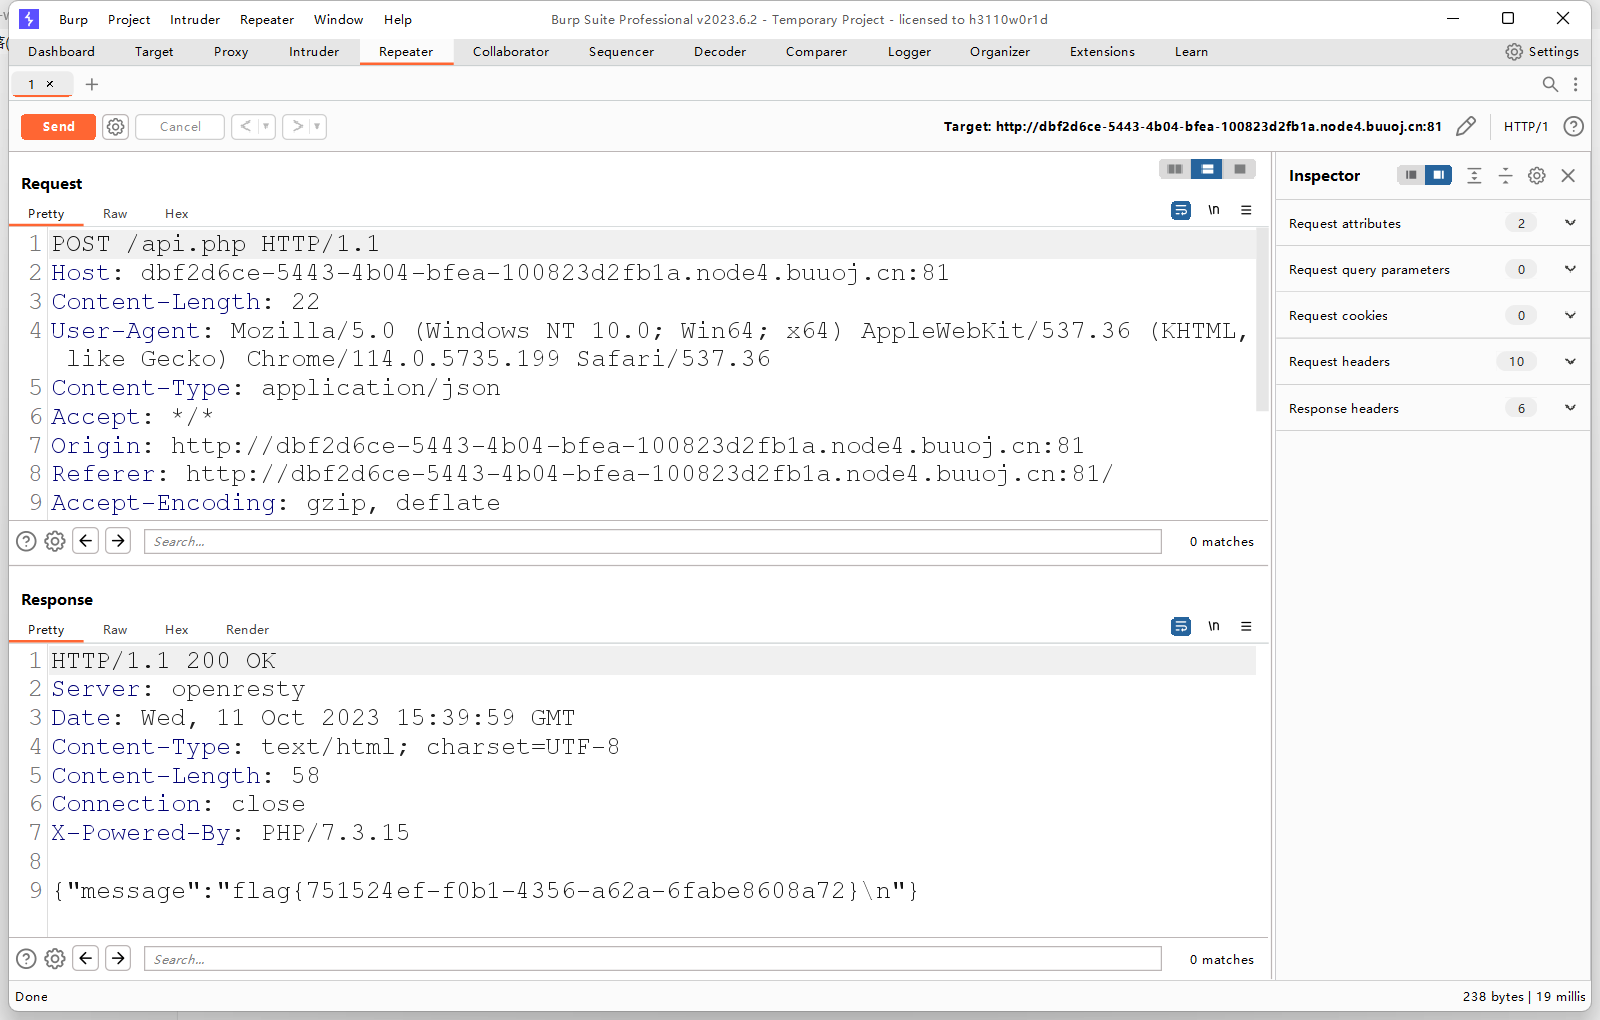 Burp Project Intruder Repeater Window Help Burp Suite Professional v2023.6.2 - Temporary Project - licensed to h3110w0r1d
Dashboard Target Proxy Intruder Repeater Collaborator Sequencer Decoder Comparer Logger Organizer Extensions Learn Settings
1 × +
Send Cancel < > Target: http://dbf2d6ce-5443-4b04-bfea-100823d2fb1a.node4.buuoj.cn:81 HTTP/1 ?
Request
Pretty Raw Hex \n
1 POST /api.php HTTP/1.1
2 Host: dbf2d6ce-5443-4b04-bfea-100823d2fb1a.node4.buuoj.cn:81
3 Content-Length: 22
4 User-Agent: Mozilla/5.0 (Windows NT 10.0; Win64; x64) AppleWebKit/537.36 (KHTML,
like Gecko) Chrome/114.0.5735.199 Safari/537.36
5 Content-Type: application/json
6 Accept: */*
7 Origin: http://dbf2d6ce-5443-4b04-bfea-100823d2fb1a.node4.buuoj.cn:81
8 Referer: http://dbf2d6ce-5443-4b04-bfea-100823d2fb1a.node4.buuoj.cn:81/
9 Accept-Encoding: gzip, deflate
Search... 0 matches
Response
Pretty Raw Hex Render \n
1 HTTP/1.1 200 OK
2 Server: openresty
3 Date: Wed, 11 Oct 2023 15:39:59 GMT
4 Content-Type: text/html; charset=UTF-8
5 Content-Length: 58
6 Connection: close
7 X-Powered-By: PHP/7.3.15
8
9 {"message":"flag{751524ef-f0b1-4356-a62a-6fabe8608a72}\n"}
Search... 0 matches
Inspector
Request attributes 2
Request query parameters 0
Request cookies 0
Request headers 10
Response headers 6
Done 238 bytes | 19 millis